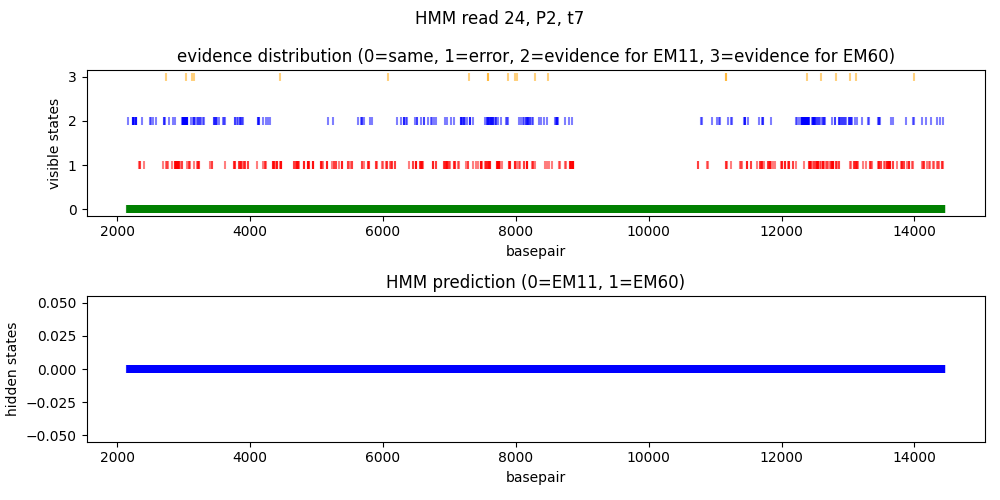 HMM read 24, P2, t7
evidence distribution (0=same, 1=error, 2=evidence for EM11, 3=evidence for EM60)
visible states
3
2
1
0
2000 4000 6000 8000 10000 12000 14000
basepair
HMM prediction (0=EM11, 1=EM60)
hidden states
0.050
0.025
0.000
−0.025
−0.050
2000 4000 6000 8000 10000 12000 14000
basepair